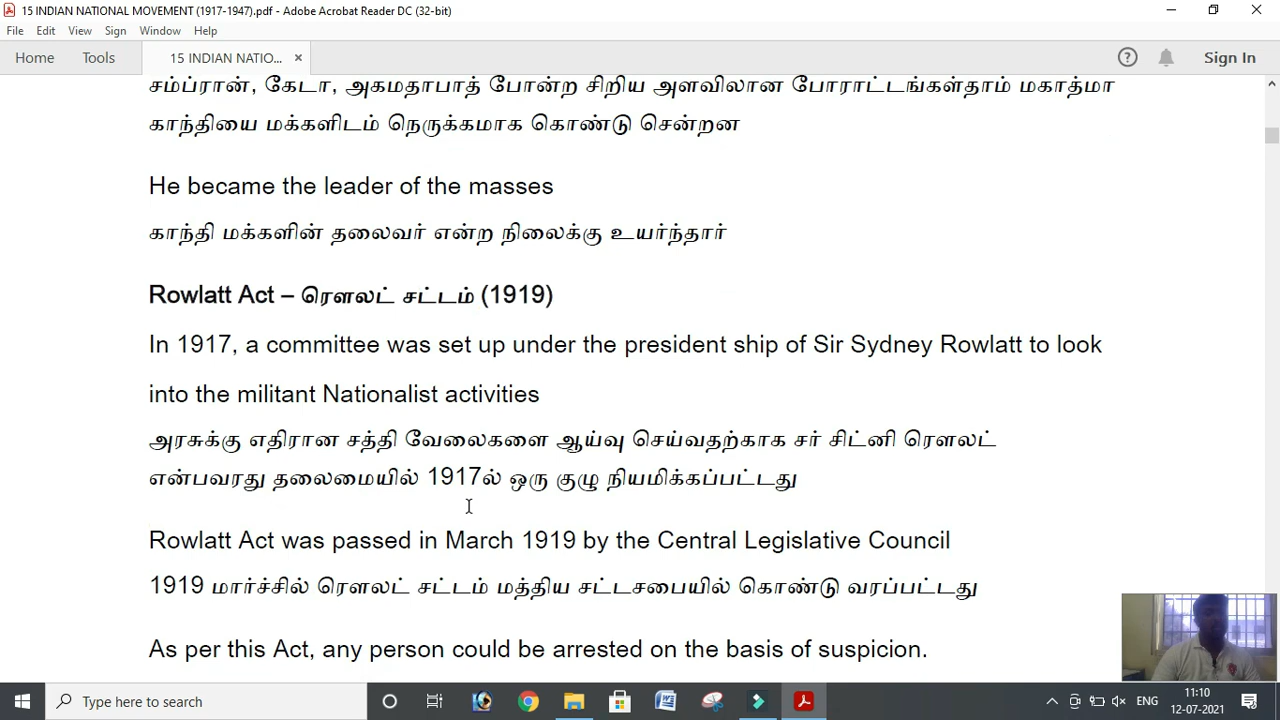 15 INDIAN NATIONAL MOVEMENT (1917-1947).pdf - Adobe Acrobat Reader DC (32-bit)
File Edit View Sign Window Help
Home Tools 15 INDIAN NATIO... × Sign In
சம்ப்ரான், கேடா, அகமதாபாத் போன்ற சிறிய அளவிலான போராட்டங்கள்தாம் மகாத்மா
காந்தியை மக்களிடம் நெருக்கமாக கொண்டு சென்றன
He became the leader of the masses
காந்தி மக்களின் தலைவர் என்ற நிலைக்கு உயர்ந்தார்
Rowlatt Act – ரௌலட் சட்டம் (1919)
In 1917, a committee was set up under the president ship of Sir Sydney Rowlatt to look
into the militant Nationalist activities
அரசுக்கு எதிரான சத்தி வேலைகளை ஆய்வு செய்வதற்காக சர் சிட்னி ரௌலட்
என்பவரது தலைமையில் 1917ல் ஒரு குழு நியமிக்கப்பட்டது
Rowlatt Act was passed in March 1919 by the Central Legislative Council
1919 மார்ச்சில் ரௌலட் சட்டம் மத்திய சட்டசபையில் கொண்டு வரப்பட்டது
As per this Act, any person could be arrested on the basis of suspicion.
Type here to search
ENG
11:10
12-07-2021